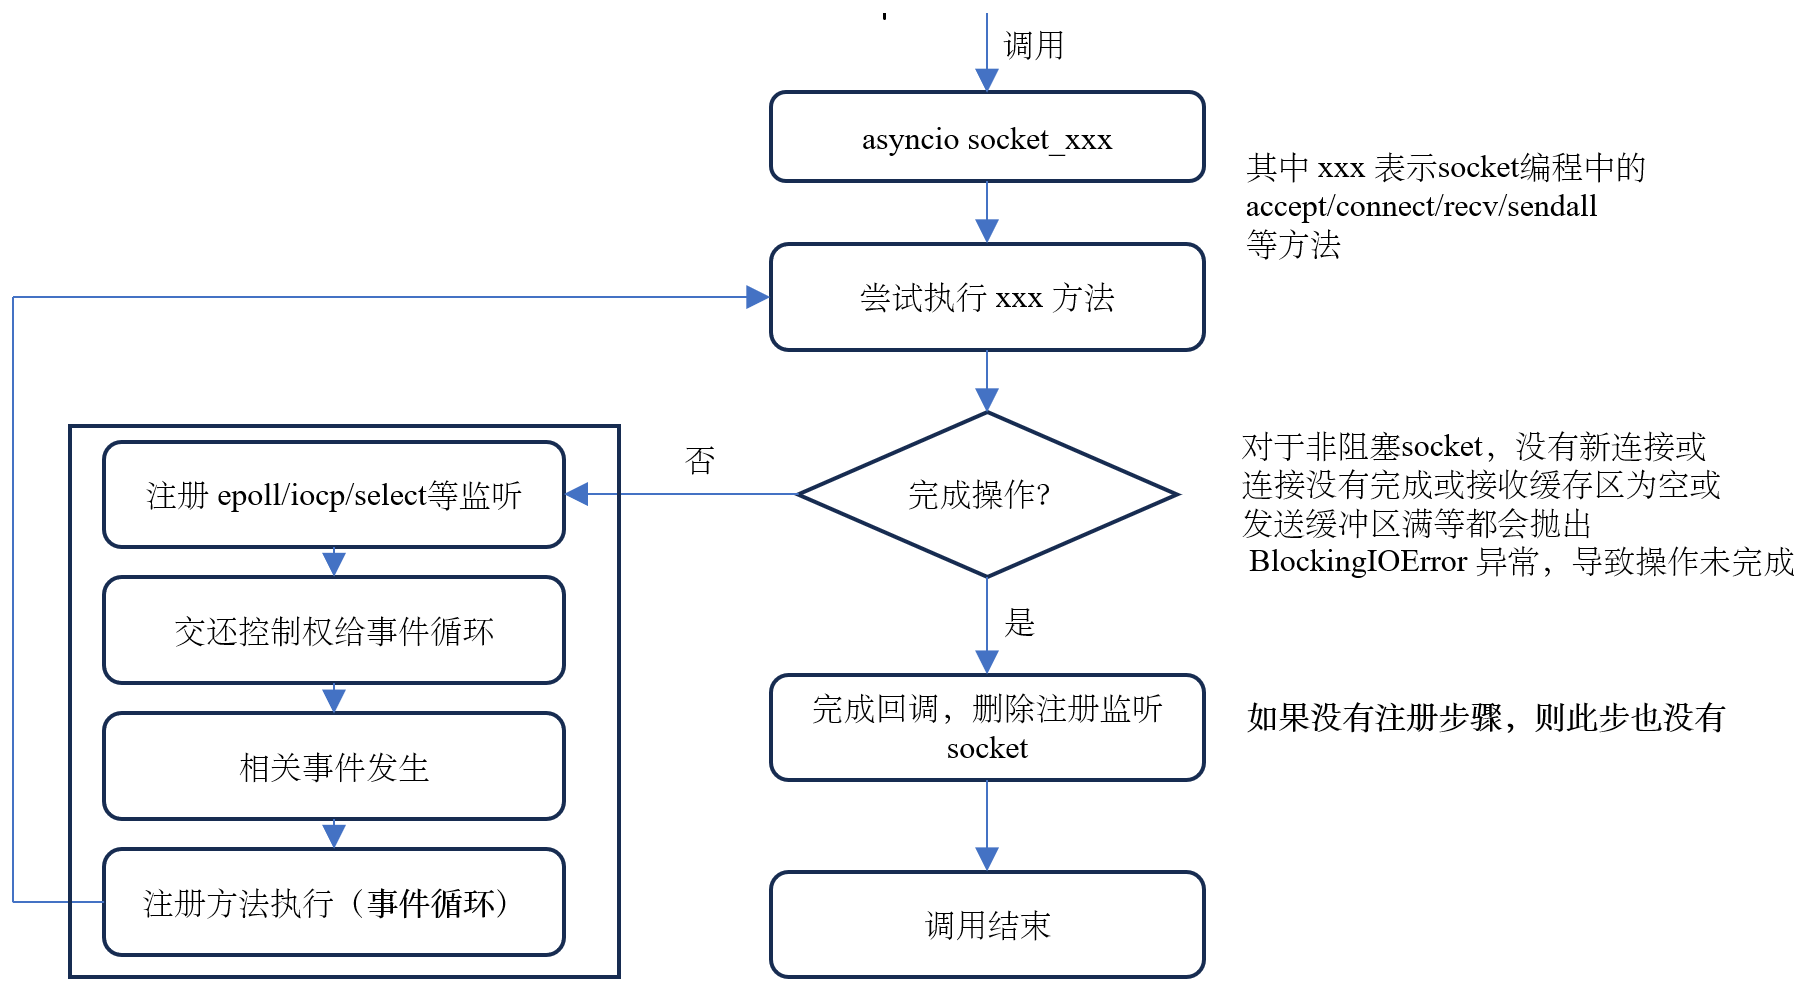 调用
asyncio socket_xxx
其中 xxx 表示socket编程中的
accept/connect/recv/sendall
等方法
尝试执行 xxx 方法
完成操作?
否
对于非阻塞socket，没有新连接或
连接没有完成或接收缓存区为空或
发送缓冲区满等都会抛出
BlockingIOError 异常，导致操作未完成
注册 epoll/iocp/select等监听
交还控制权给事件循环
相关事件发生
注册方法执行（事件循环）
是
完成回调，删除注册监听
socket
如果没有注册步骤，则此步也没有
调用结束